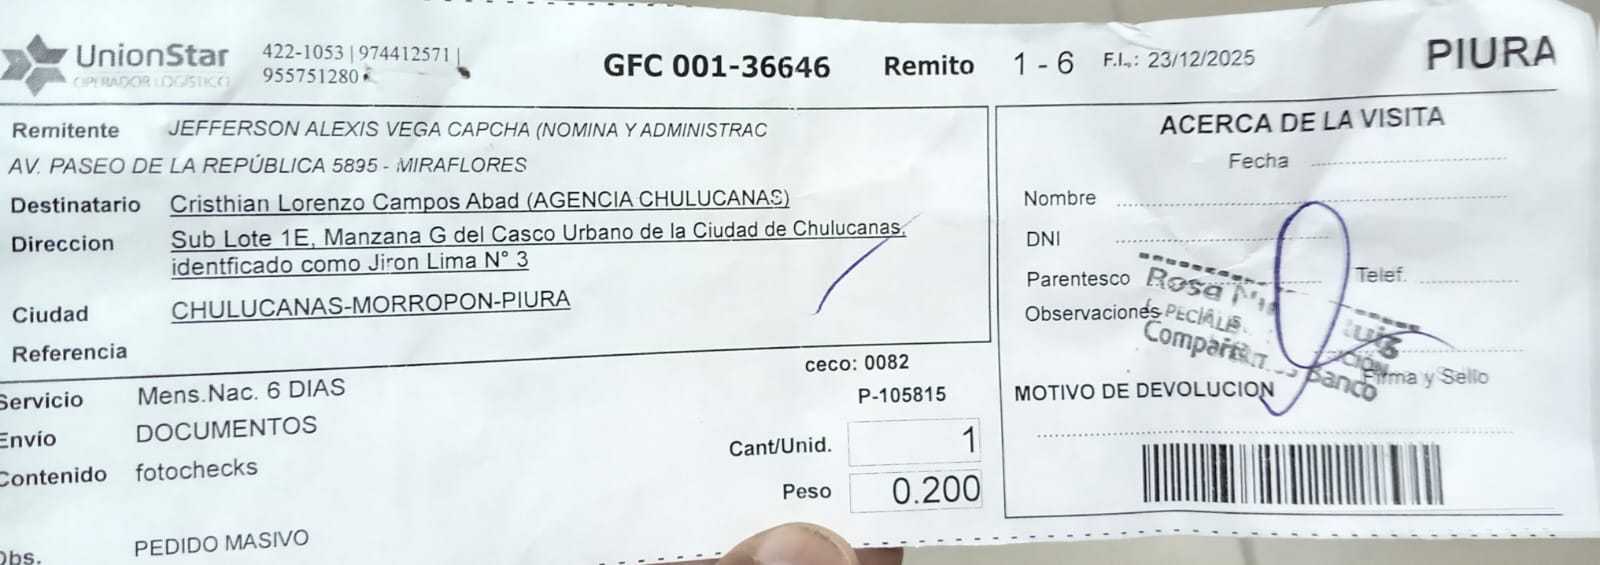 UnionStar
OPERADOR LOGÍSTICO
422-1053 | 974412571 |
955751280
GFC 001-36646 Remito 1 - 6 F.I.: 23/12/2025 PIURA
Remitente JEFFERSON ALEXIS VEGA CAPCHA (NOMINA Y ADMINISTRAC
AV. PASEO DE LA REPÚBLICA 5895 - MIRAFLORES
Destinatario Cristhian Lorenzo Campos Abad (AGENCIA CHULUCANAS)
Direccion Sub Lote 1E, Manzana G del Casco Urbano de la Ciudad de Chulucanas,
identficado como Jiron Lima N° 3
Ciudad CHULUCANAS-MORROPON-PIURA
Referencia
ceco: 0082
Servicio Mens.Nac. 6 DIAS
P-105815
Envío DOCUMENTOS
Cant/Unid. 1
Contenido fotochecks
Peso 0.200
Obs. PEDIDO MASIVO
ACERCA DE LA VISITA
Fecha
Nombre
DNI
Parentesco Telef.
Observaciones
Rosa
Banco
Firma y Sello
MOTIVO DE DEVOLUCION